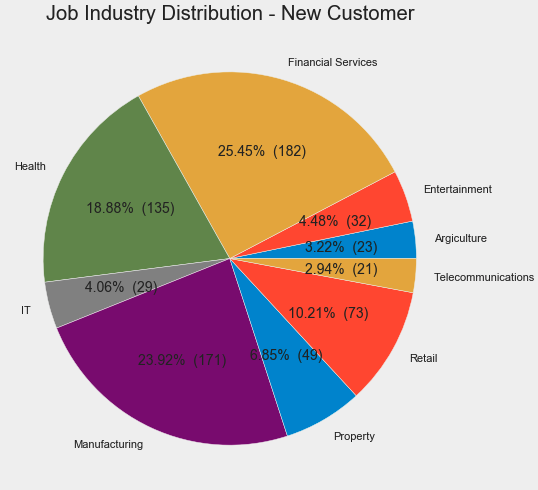 Job Industry Distribution - New Customer
Financial Services
25.45% (182)
Health
18.88% (135)
Entertainment
4.48% (32)
Argiculture
3.22% (23)
Telecommunications
2.94% (21)
IT
4.06% (29)
10.21% (73)
Retail
6.85% (49)
23.92% (171)
Property
Manufacturing